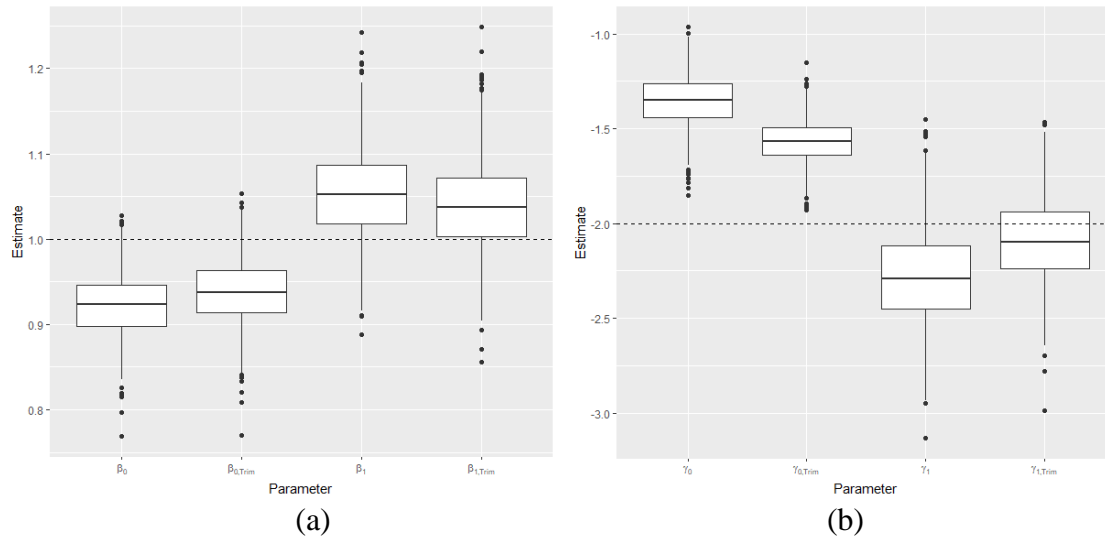 1.2
1.1
1.0
0.9
0.8
Estimate
β0
β0,Trim
β1
β1,Trim
Parameter
(a)
-1.0
-1.5
-2.0
-2.5
-3.0
Estimate
γ0
γ0,Trim
γ1
γ1,Trim
Parameter
(b)